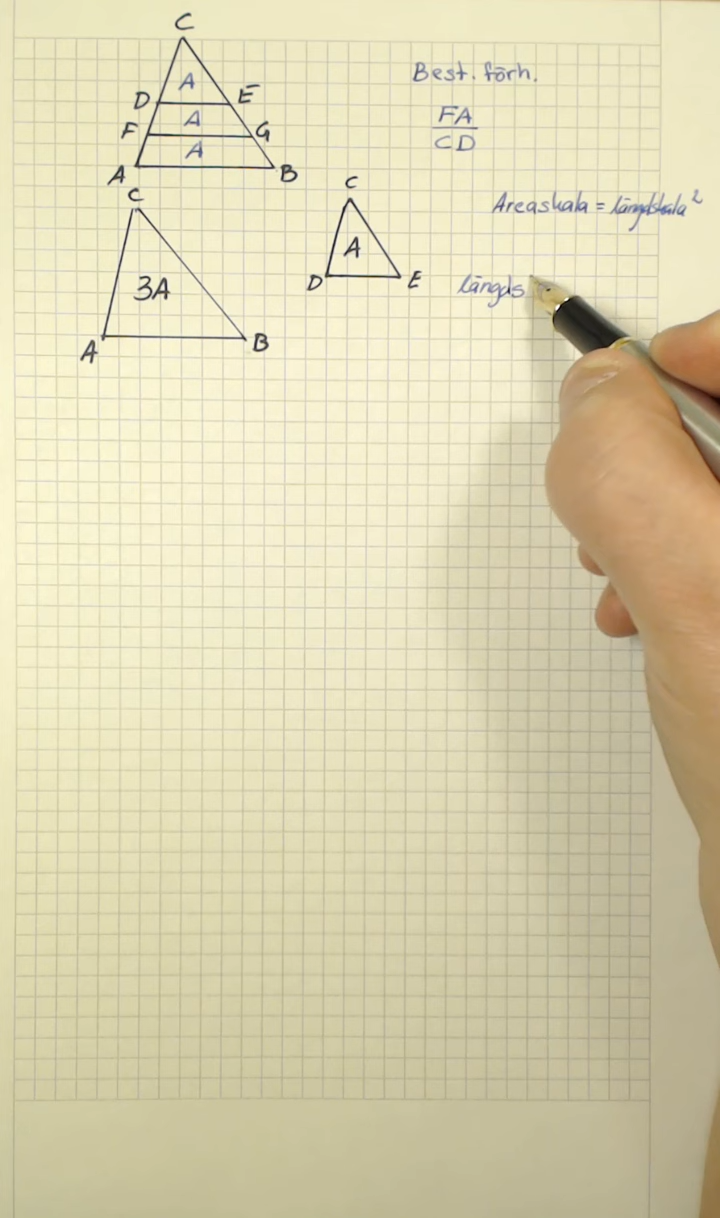 C
Best. förh.
A
D E
FA
CD
F A G
A
A B
C
C
Areaskala = längdskala²
3A
A
D E
längds
A B